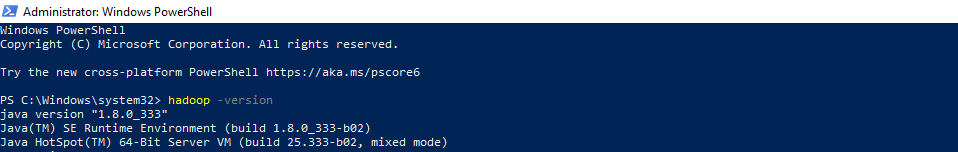 Administrator: Windows PowerShell
Windows PowerShell
Copyright (C) Microsoft Corporation. All rights reserved.
Try the new cross-platform PowerShell https://aka.ms/pscore6
PS C:\Windows\system32> hadoop -version
java version "1.8.0_333"
Java(TM) SE Runtime Environment (build 1.8.0_333-b02)
Java HotSpot(TM) 64-Bit Server VM (build 25.333-b02, mixed mode)